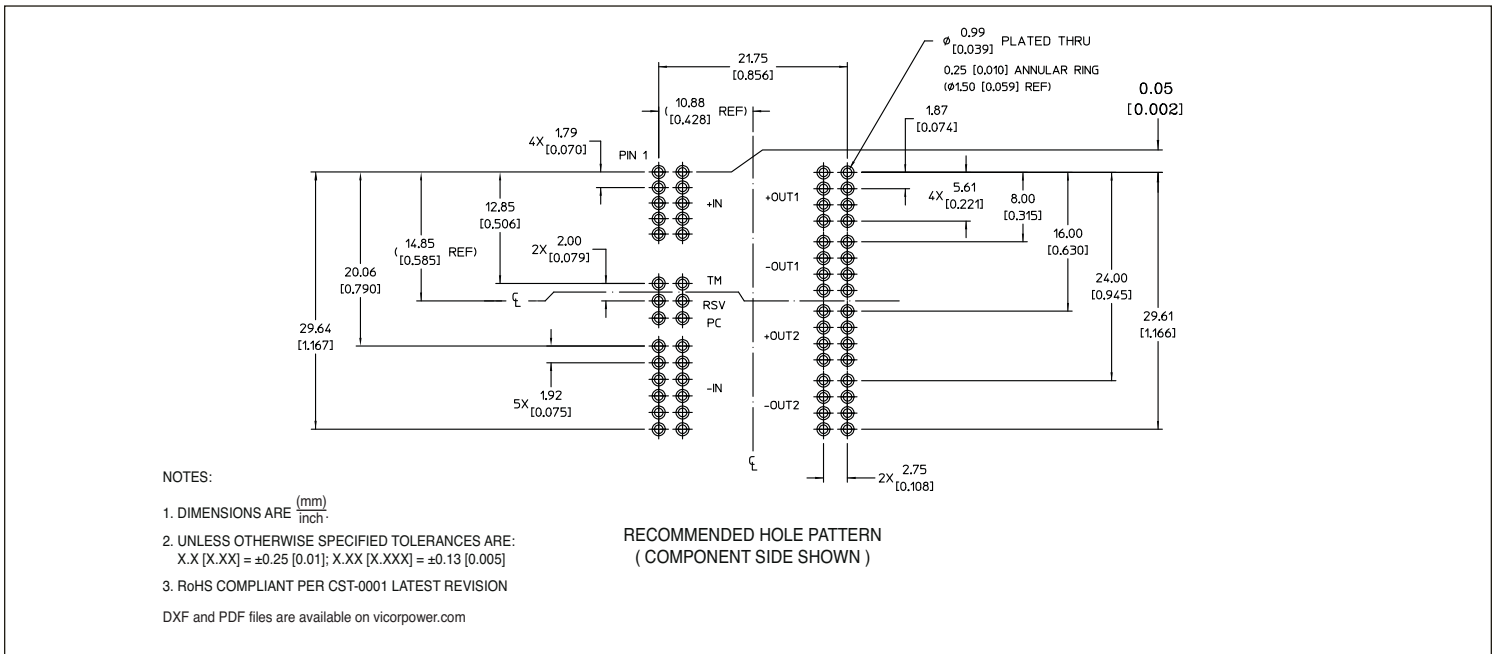 0.99
Ø [0.039] PLATED THRU
0.25 [0.010] ANNULAR RING
(Ø1.50 [0.059] REF)
21.75
[0.856]
0.05
[0.002]
10.88
( [0.428] REF)
1.87
[0.074]
1.79
4X [0.070]
PIN 1
+IN
+OUT1
5.61
4X [0.221]
8.00
[0.315]
12.85
[0.506]
16.00
[0.630]
14.85
( [0.585] REF)
2.00
2X [0.079]
-OUT1
20.06
[0.790]
TM
24.00
[0.945]
℄
RSV
PC
29.64
[1.167]
+OUT2
29.61
[1.166]
1.92
5X [0.075]
-IN
-OUT2
℄
2.75
2X [0.108]
NOTES:
1. DIMENSIONS ARE (mm)
inch.
2. UNLESS OTHERWISE SPECIFIED TOLERANCES ARE:
X.X [X.XX] = ±0.25 [0.01]; X.XX [X.XXX] = ±0.13 [0.005]
3. RoHS COMPLIANT PER CST-0001 LATEST REVISION
DXF and PDF files are available on vicorpower.com
RECOMMENDED HOLE PATTERN
( COMPONENT SIDE SHOWN )